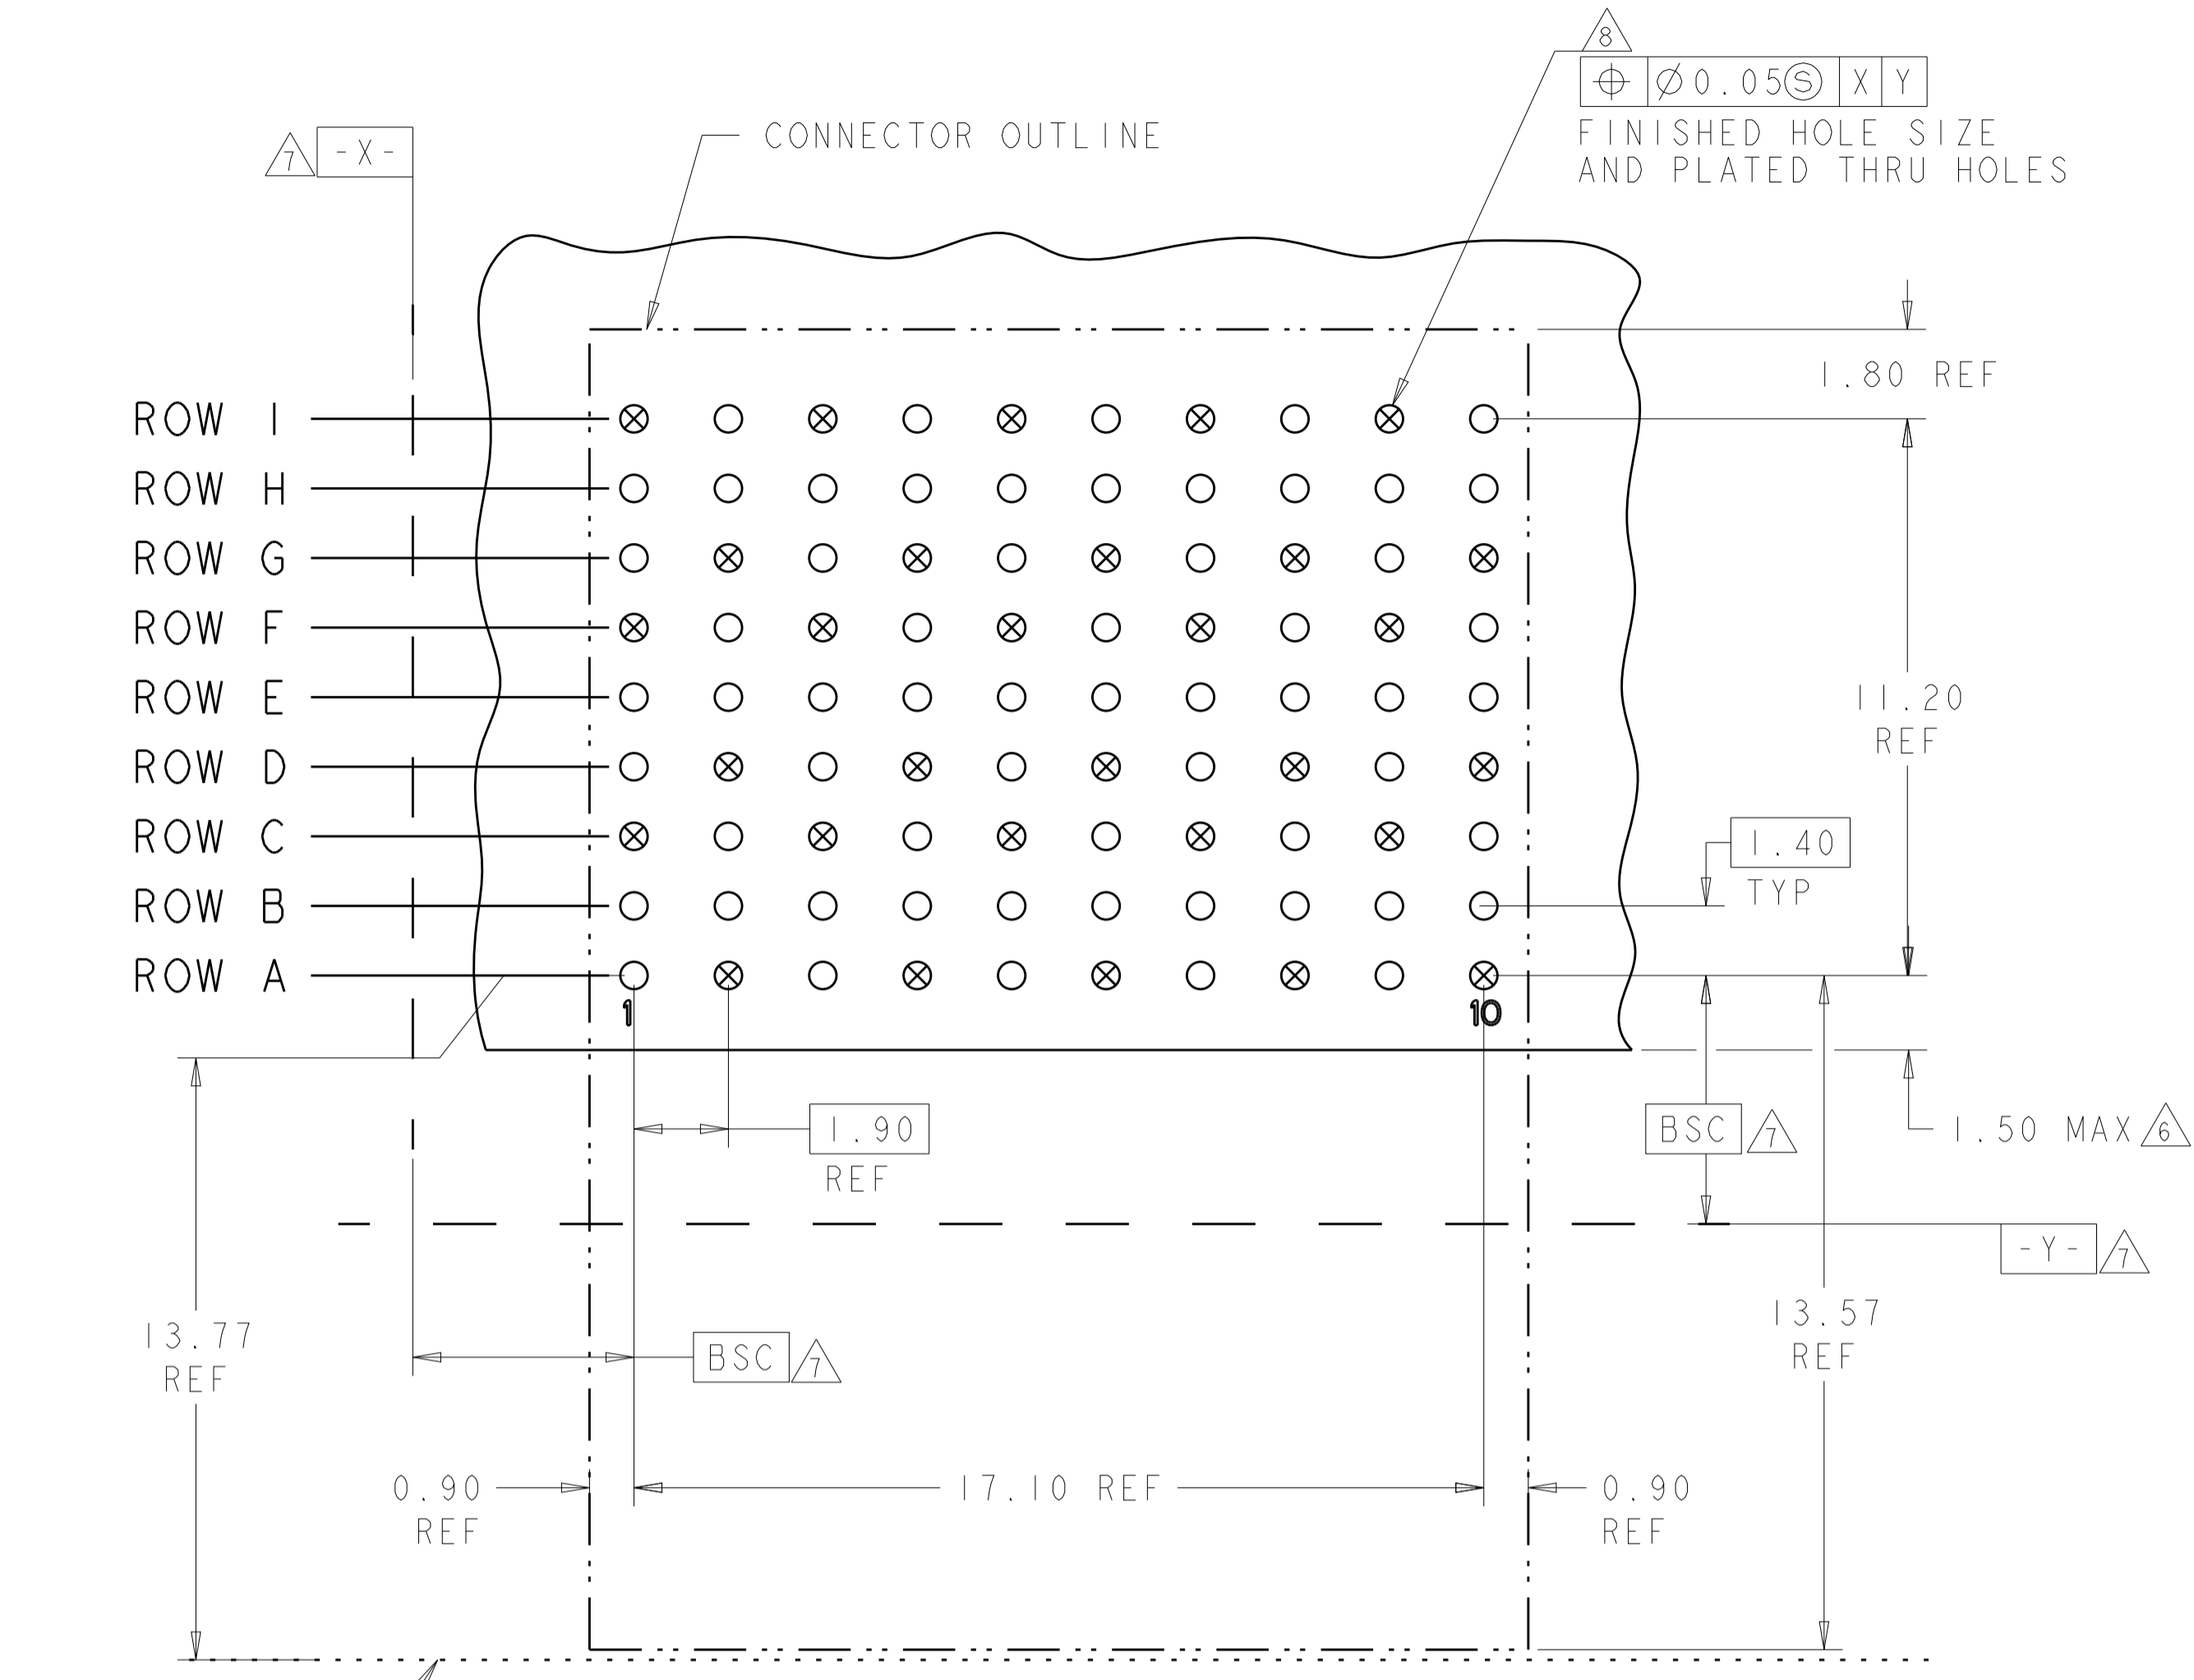 8
⌖ ⌀0.05Ⓢ X Y
FINISHED HOLE SIZE
AND PLATED THRU HOLES
CONNECTOR OUTLINE
7 -X-
1.80 REF
ROW I
ROW H
ROW G
ROW F
ROW E
ROW D
ROW C
ROW B
ROW A
11.20
REF
1.40
TYP
1 10
1.90
REF
BSC 7
1.50 MAX 6
-Y- 7
13.77
REF
BSC 7
13.57
REF
0.90
REF
17.10 REF
0.90
REF